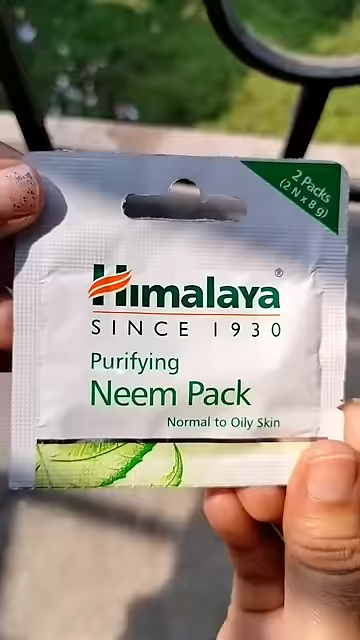 2 Packs
(2 N x 8 g)
Himalaya®
SINCE 1930
Purifying
Neem Pack
Normal to Oily Skin